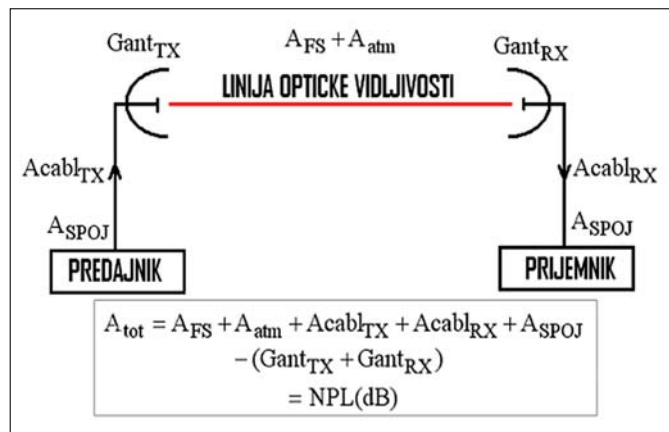 Gant_TX A_FS + A_atm Gant_RX
LINIJA OPTICKE VIDLJIVOSTI
Acabl_TX Acabl_RX
A_SPOJ A_SPOJ
PREDAJNIK PRIJEMNIK
A_tot = A_FS + A_atm + Acabl_TX + Acabl_RX + A_SPOJ
−(Gant_TX + Gant_RX)
= NPL(dB)